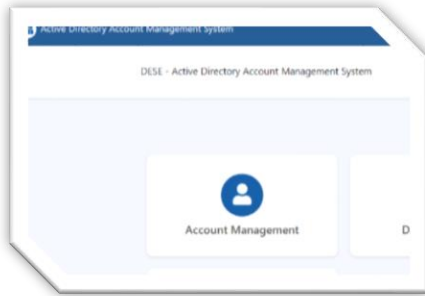 Active Directory Account Management System
DESE - Active Directory Account Management System
Account Management
D